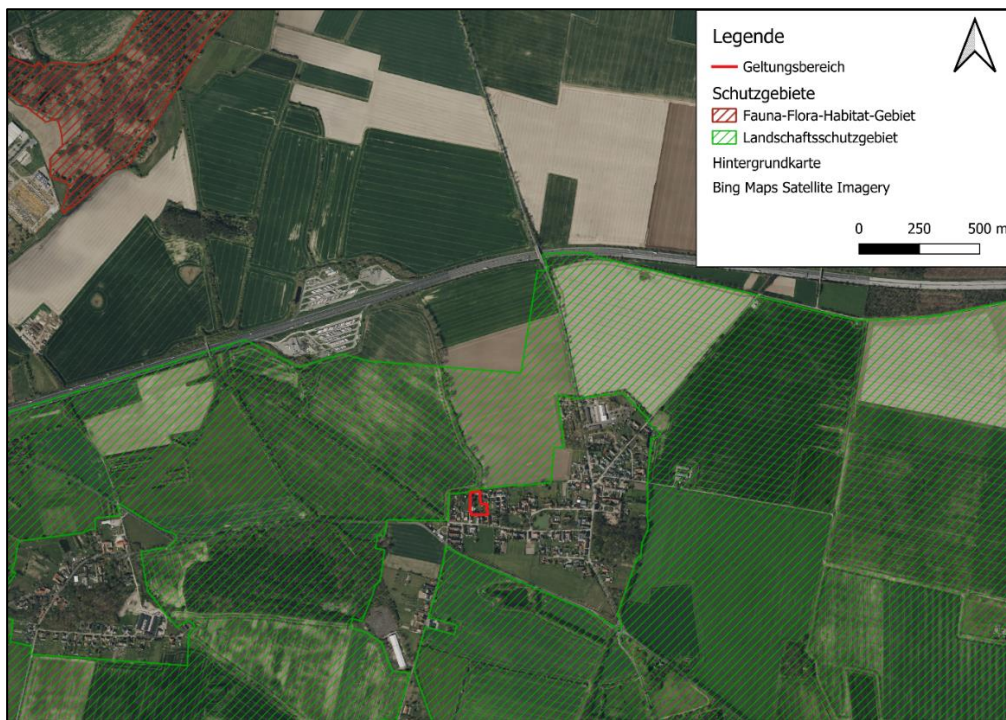 Legende
Geltungsbereich
Schutzgebiete
Fauna-Flora-Habitat-Gebiet
Landschaftsschutzgebiet
Hintergrundkarte
Bing Maps Satellite Imagery
0 250 500 m